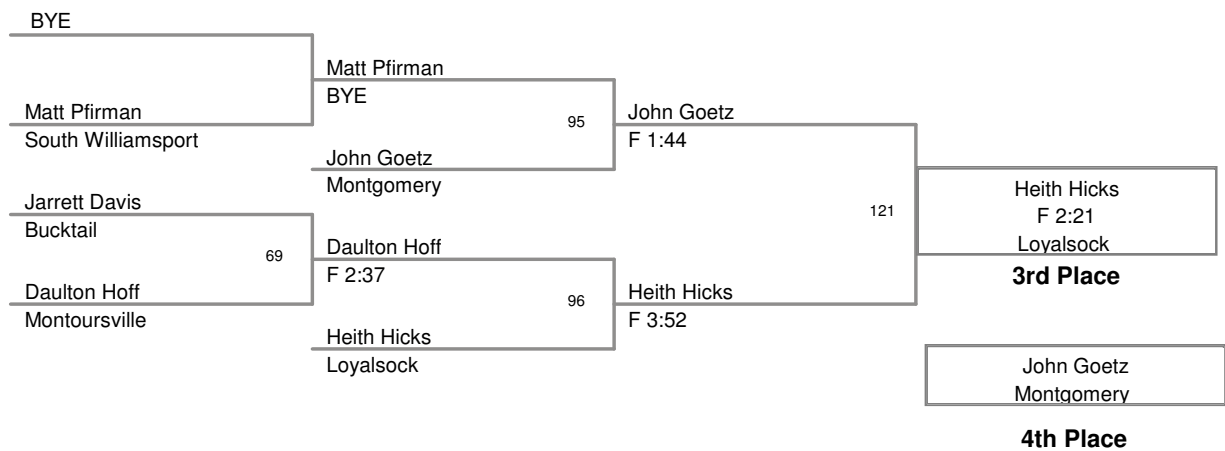 BYE
Matt Pfirman
South Williamsport
Jarrett Davis
Bucktail
69
Daulton Hoff
Montoursville
Matt Pfirman
BYE
95
John Goetz
Montgomery
Daulton Hoff
F 2:37
96
Heith Hicks
Loyalsock
John Goetz
F 1:44
121
Heith Hicks
F 3:52
Heith Hicks
F 2:21
Loyalsock
3rd Place
John Goetz
Montgomery
4th Place